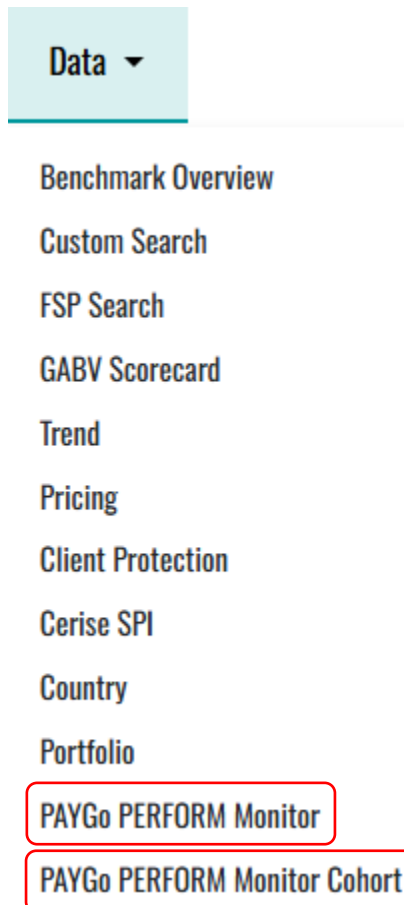 Data
Benchmark Overview
Custom Search
FSP Search
GABV Scorecard
Trend
Pricing
Client Protection
Cerise SPI
Country
Portfolio
PAYGo PERFORM Monitor
PAYGo PERFORM Monitor Cohort